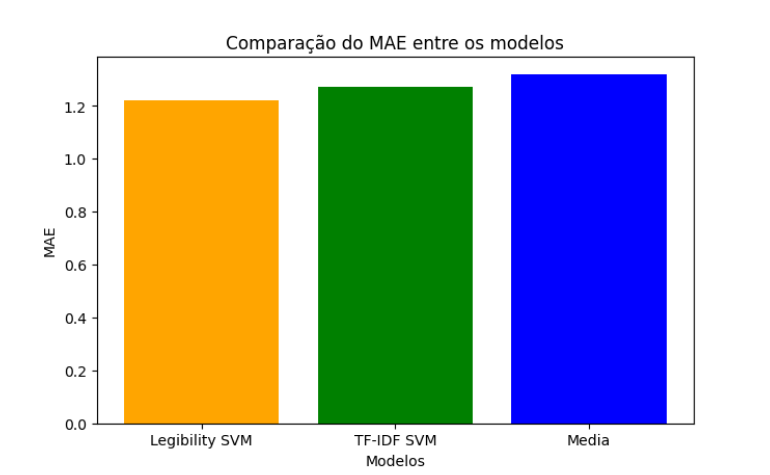 Comparação do MAE entre os modelos
MAE
1.2
1.0
0.8
0.6
0.4
0.2
0.0
Legibility SVM TF-IDF SVM Media
Modelos